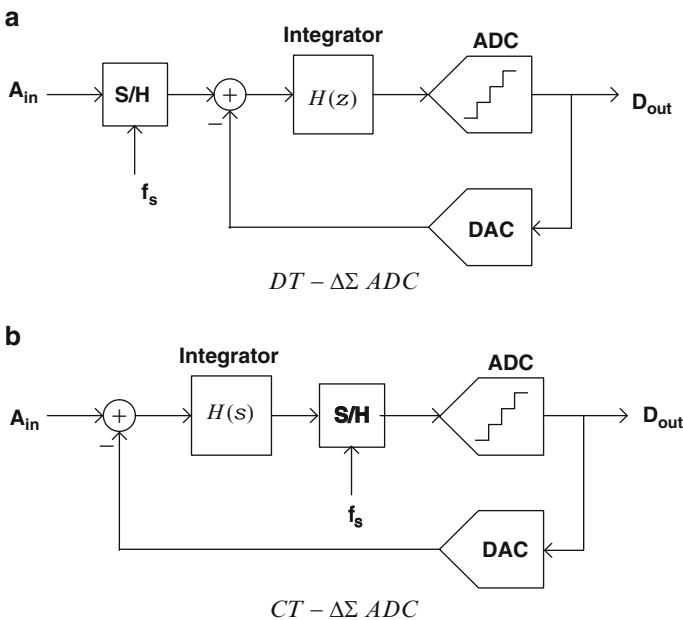 a
Integrator
ADC
A_in
S/H
+
H(z)
D_out
−
f_s
DAC
DT − ΔΣ ADC
b
Integrator
ADC
A_in
+
H(s)
S/H
D_out
−
f_s
DAC
CT − ΔΣ ADC